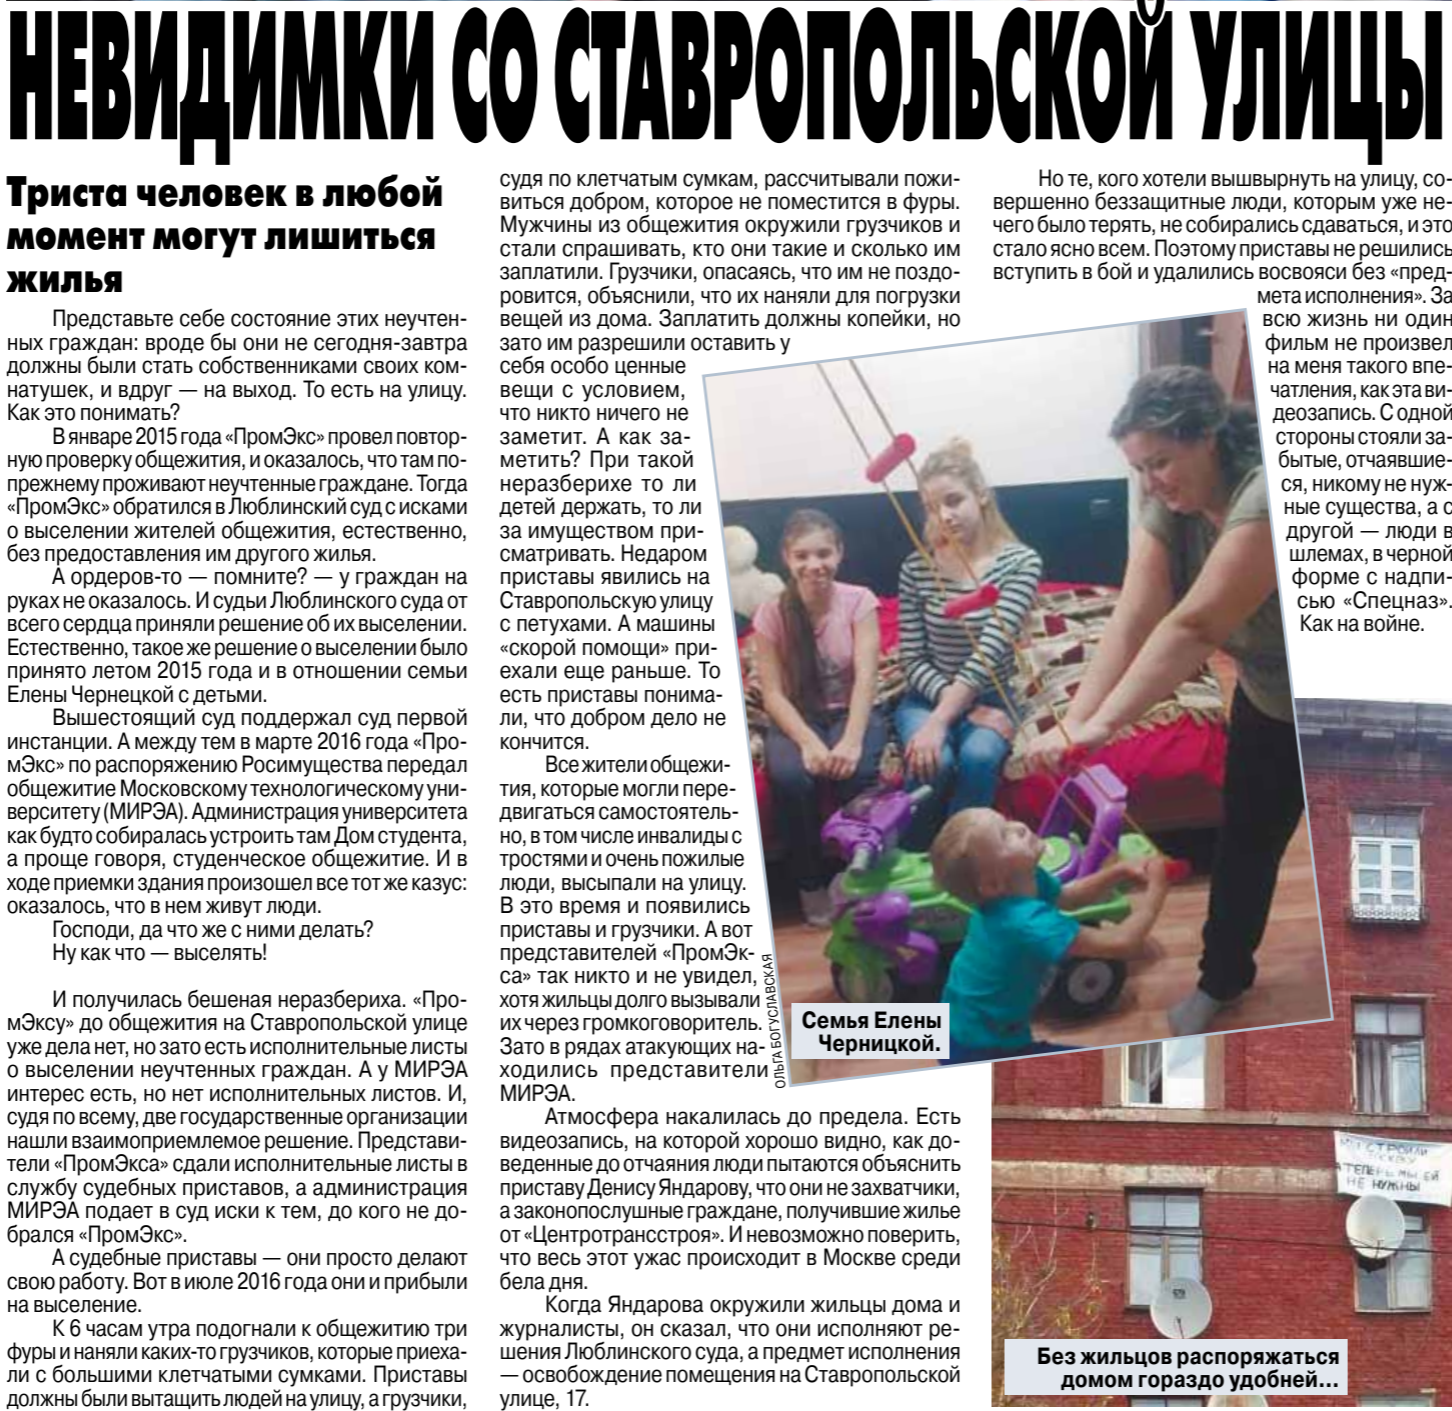 НЕВИДИМКИ СО СТАВРОПОЛЬСКОЙ УЛИЦЫ
Триста человек в любой
момент могут лишиться
жилья
Представьте себе состояние этих неучтен-
ных граждан: вроде бы они не сегодня-завтра
должны были стать собственниками своих ком-
натушек, и вдруг — на выход. То есть на улицу.
Как это понимать?
В январе 2015 года «ПромЭкс» провел повтор-
ную проверку общежития, и оказалось, что там по-
прежнему проживают неучтенные граждане. Тогда
«ПромЭкс» обратился в Люблинский суд с исками
о выселении жителей общежития, естественно,
без предоставления им другого жилья.
А ордеров-то — помните? — у граждан на
руках не оказалось. И судьи Люблинского суда от
всего сердца приняли решение об их выселении.
Естественно, такое же решение о выселении было
принято летом 2015 года и в отношении семьи
Елены Чернецкой с детьми.
Вышестоящий суд поддержал суд первой
инстанции. А между тем в марте 2016 года «Про-
мЭкс» по распоряжению Росимущества передал
общежитие Московскому технологическому уни-
верситету (МИРЭА). Администрация университета
как будто собиралась устроить там Дом студента,
а проще говоря, студенческое общежитие. И в
ходе приемки здания произошел все тот же казус:
оказалось, что в нем живут люди.
Господи, да что же с ними делать?
Ну как что — выселять!
И получилась бешеная неразбериха. «Про-
мЭксу» до общежития на Ставропольской улице
уже дела нет, но зато есть исполнительные листы
о выселении неучтенных граждан. А у МИРЭА
интерес есть, но нет исполнительных листов. И,
судя по всему, две государственные организации
нашли взаимоприемлемое решение. Представи-
тели «ПромЭкса» сдали исполнительные листы в
службу судебных приставов, а администрация
МИРЭА подает в суд иски к тем, до кого не до-
брался «ПромЭкс».
А судебные приставы — они просто делают
свою работу. Вот в июле 2016 года они и прибыли
на выселение.
К 6 часам утра подогнали к общежитию три
фуры и наняли каких-то грузчиков, которые приеха-
ли с большими клетчатыми сумками. Приставы
должны были вытащить людей на улицу, а грузчики,
судя по клетчатым сумкам, рассчитывали пожи-
виться добром, которое не поместится в фуры.
Мужчины из общежития окружили грузчиков и
стали спрашивать, кто они такие и сколько им
заплатили. Грузчики, опасаясь, что им не поздо-
ровится, объяснили, что их наняли для погрузки
вещей из дома. Заплатить должны копейки, но
зато им разрешили оставить у
себя особо ценные
вещи с условием,
что никто ничего не
заметит. А как за-
метить? При такой
неразберихе то ли
детей держать, то ли
за имуществом при-
сматривать. Недаром
приставы явились на
Ставропольскую улицу
с петухами. А машины
«скорой помощи» при-
ехали еще раньше. То
есть приставы понима-
ли, что добром дело не
кончится.
Все жители общежи-
тия, которые могли пере-
двигаться самостоятель-
но, в том числе инвалиды с
тростями и очень пожилые
люди, высыпали на улицу.
В это время и появились
приставы и грузчики. А вот
представителей «ПромЭк-
са» так никто и не увидел,
хотя жильцы долго вызывали
их через громкоговоритель.
Зато в рядах атакующих на-
ходились представители
МИРЭА.
Атмосфера накалилась до предела. Есть
видеозапись, на которой хорошо видно, как до-
веденные до отчаяния люди пытаются объяснить
приставу Денису Яндарову, что они не захватчики,
а законопослушные граждане, получившие жилье
от «Центротрансстроя». И невозможно поверить,
что весь этот ужас происходит в Москве среди
бела дня.
Когда Яндарова окружили жильцы дома и
журналисты, он сказал, что они исполняют ре-
шения Люблинского суда, а предмет исполнения
— освобождение помещения на Ставропольской
улице, 17.
Но те, кого хотели вышвырнуть на улицу, со-
вершенно беззащитные люди, которым уже не-
чего было терять, не собирались сдаваться, и это
стало ясно всем. Поэтому приставы не решились
вступить в бой и удалились восвояси без «пред-
мета исполнения». За
всю жизнь ни один
фильм не произвел
на меня такого впе-
чатления, как эта ви-
деозапись. С одной
стороны стояли за-
бытые, отчаявшие-
ся, никому не нуж-
ные существа, а с
другой — люди в
шлемах, в черной
форме с надпи-
сью «Спецназ».
Как на войне.
ОЛЬГА БОГУСЛАВСКАЯ
Семья Елены
Черницкой.
МЫ СТРОИЛИ
МОСКВУ
А ТЕПЕРЬ МЫ ЕЙ
НЕ НУЖНЫ
Без жильцов распоряжаться
домом гораздо удобней…